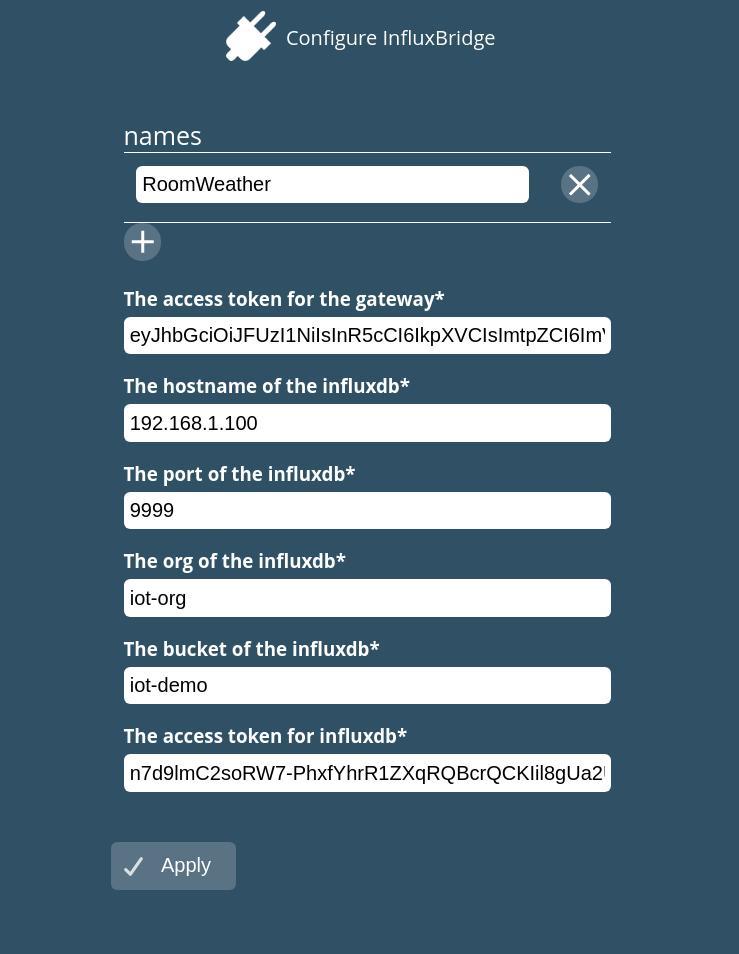 Configure InfluxBridge
names
RoomWeather
The access token for the gateway*
eyJhbGciOiJFUzI1NiIsInR5cCI6IkpXVCIsImtpZCI6Im
The hostname of the influxdb*
192.168.1.100
The port of the influxdb*
9999
The org of the influxdb*
iot-org
The bucket of the influxdb*
iot-demo
The access token for influxdb*
n7d9lmC2soRW7-PhxfYhrR1ZXqRQBcrQCKIil8gUa2
Apply